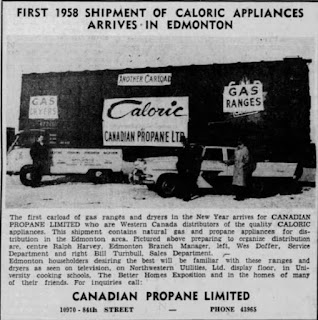 FIRST 1958 SHIPMENT OF CALORIC APPLIANCES
ARRIVES IN EDMONTON
ANOTHER CARLOAD
GAS
DRYERS
Caloric
CANADIAN PROPANE LTD.
GAS
RANGES
The first carload of gas ranges and dryers in the New Year arrives for CANADIAN
PROPANE LIMITED who are Western Canada distributors of the quality CALORIC
appliances. This shipment contains natural gas and propane appliances for dis-
tribution in the Edmonton area. Pictured above preparing to organize distribution
are, centre Ralph Harvey, Edmonton Branch Manager, left, Wes Doffer, Service
Department and right Bill Turnbull, Sales Department.
Edmonton householders desiring the best will be familiar with these ranges and
dryers as seen on television, in Northwestern Utilities, Ltd. display floor, in Uni-
versity cooking schools, The Better Homes Exposition and in the homes of many
of their friends. For inquiries call:
CANADIAN PROPANE LIMITED
10970 - 84th STREET — PHONE 43965